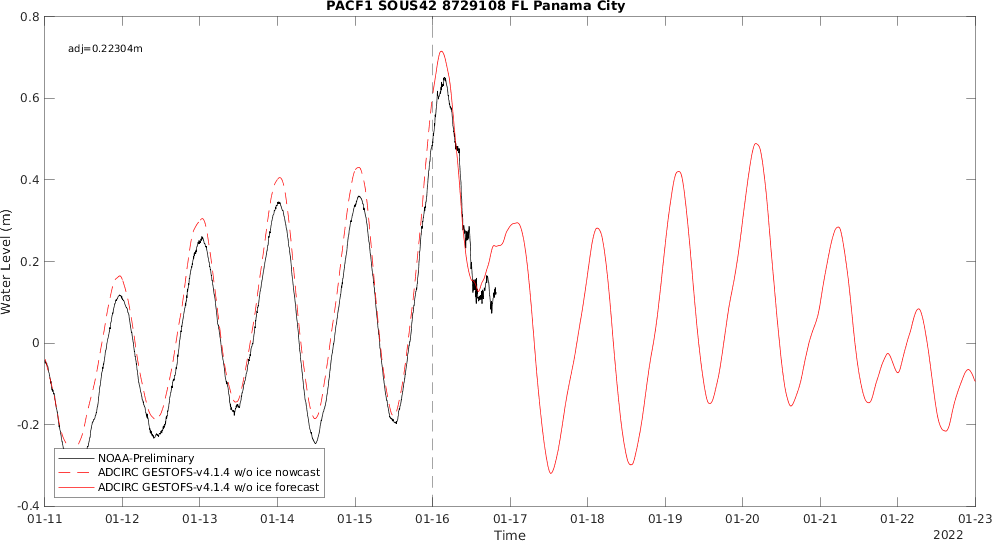 PACF1 SOUS42 8729108 FL Panama City
adj=0.22304m
0.8
0.6
0.4
0.2
0
-0.2
-0.4
Water Level (m)
NOAA-Preliminary
ADCIRC GESTOFS-v4.1.4 w/o ice nowcast
ADCIRC GESTOFS-v4.1.4 w/o ice forecast
01-11 01-12 01-13 01-14 01-15 01-16 01-17 01-18 01-19 01-20 01-21 01-22 01-23
Time
2022